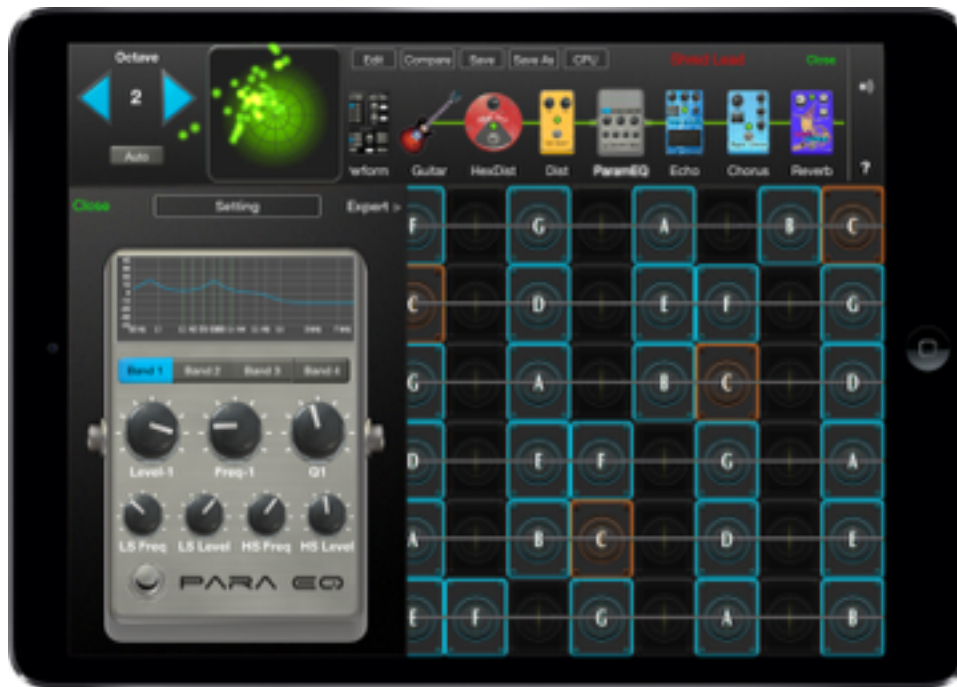 Octave
2
Auto
Edit Compare Save Save As CPU Shred Lead Close
Guitar HexDist Dist ParamEQ Echo Chorus Reverb ?
Close Setting Expert >
Band 1 Band 2 Band 3 Band 4
Level-1 Freq-1 Q1
LS Freq LS Level HS Freq HS Level
PARA EQ
F G A B C
C D E F G
G A B C D
D E F G A
A B C D E
E F G A B